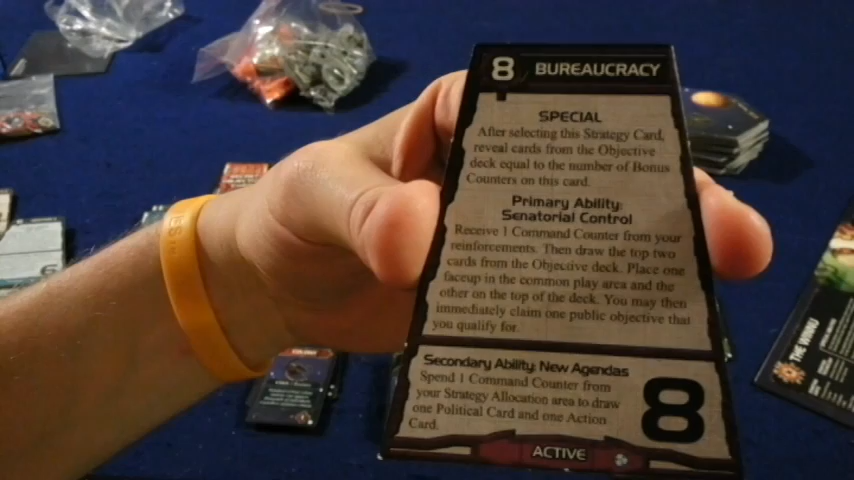 8 BUREAUCRACY
SPECIAL
After selecting this Strategy Card,
reveal cards from the Objective
deck equal to the number of Bonus
Counters on this card.
Primary Ability:
Senatorial Control
Receive 1 Command Counter from your
reinforcements. Then draw the top two
cards from the Objective deck. Place one
faceup in the common play area and the
other on the top of the deck. You may then
immediately claim one public objective that
you qualify for.
Secondary Ability: New Agendas
Spend 1 Command Counter from
your Strategy Allocation area to draw
one Political Card and one Action
Card.
8
ACTIVE
THE WINNU